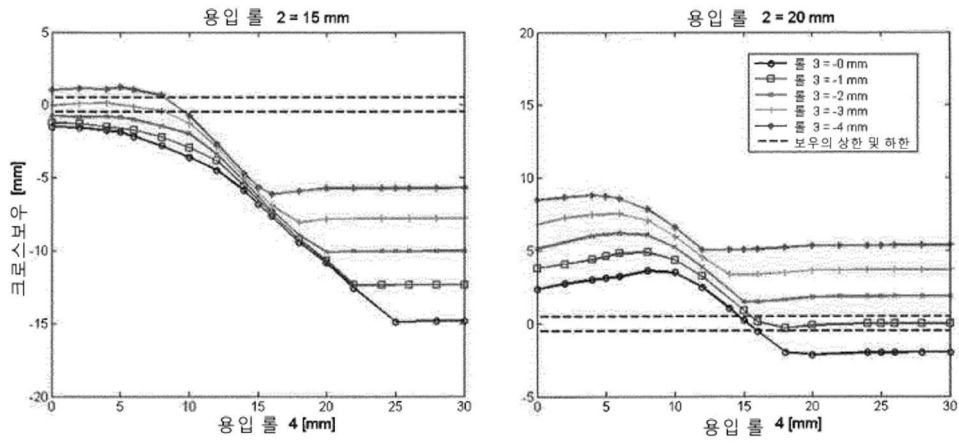 용입 롤 2 = 15 mm
5
0
-5
-10
-15
-20
크로스보우 [mm]
0 5 10 15 20 25 30
용입 롤 4 [mm]
용입 롤 2 = 20 mm
20
15
10
5
0
-5
0 5 10 15 20 25 30
용입 롤 4 [mm]
롤 3 = -0 mm
롤 3 = -1 mm
롤 3 = -2 mm
롤 3 = -3 mm
롤 3 = -4 mm
보우의 상한 및 하한